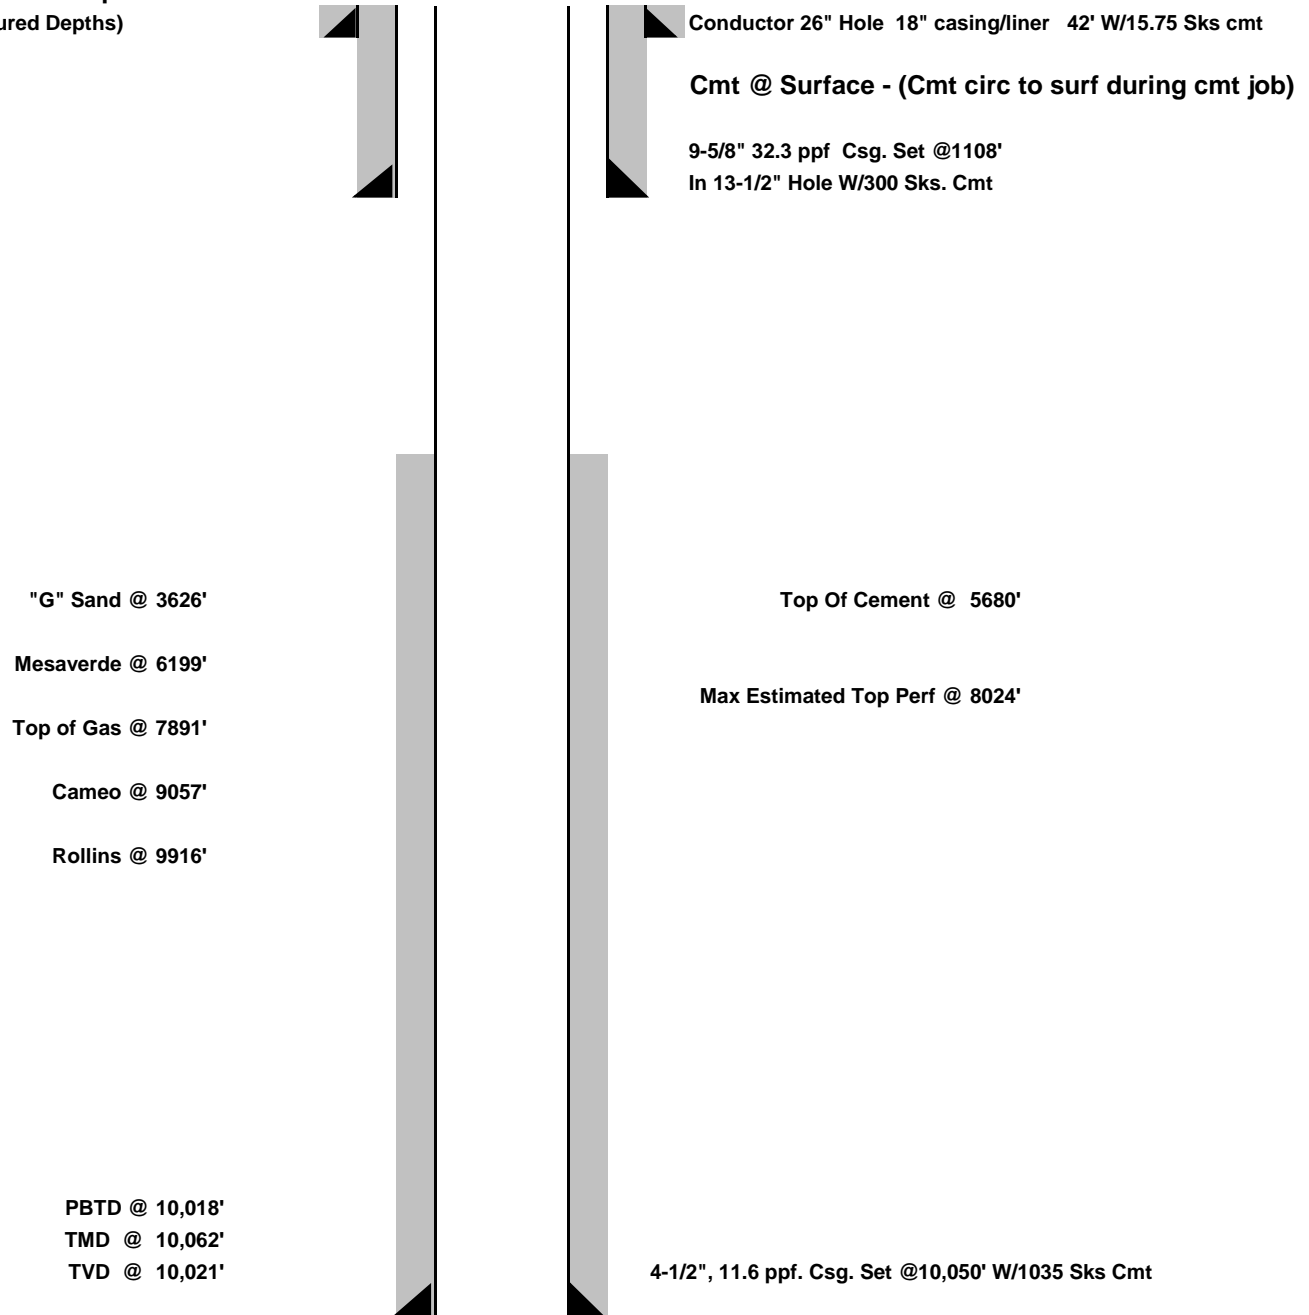 ured Depths)
Conductor 26" Hole 18" casing/liner 42' W/15.75 Sks cmt
Cmt @ Surface - (Cmt circ to surf during cmt job)
9-5/8" 32.3 ppf Csg. Set @1108'
In 13-1/2" Hole W/300 Sks. Cmt
"G" Sand @ 3626'
Top Of Cement @ 5680'
Mesaverde @ 6199'
Max Estimated Top Perf @ 8024'
Top of Gas @ 7891'
Cameo @ 9057'
Rollins @ 9916'
PBTD @ 10,018'
TMD @ 10,062'
TVD @ 10,021'
4-1/2", 11.6 ppf. Csg. Set @10,050' W/1035 Sks Cmt